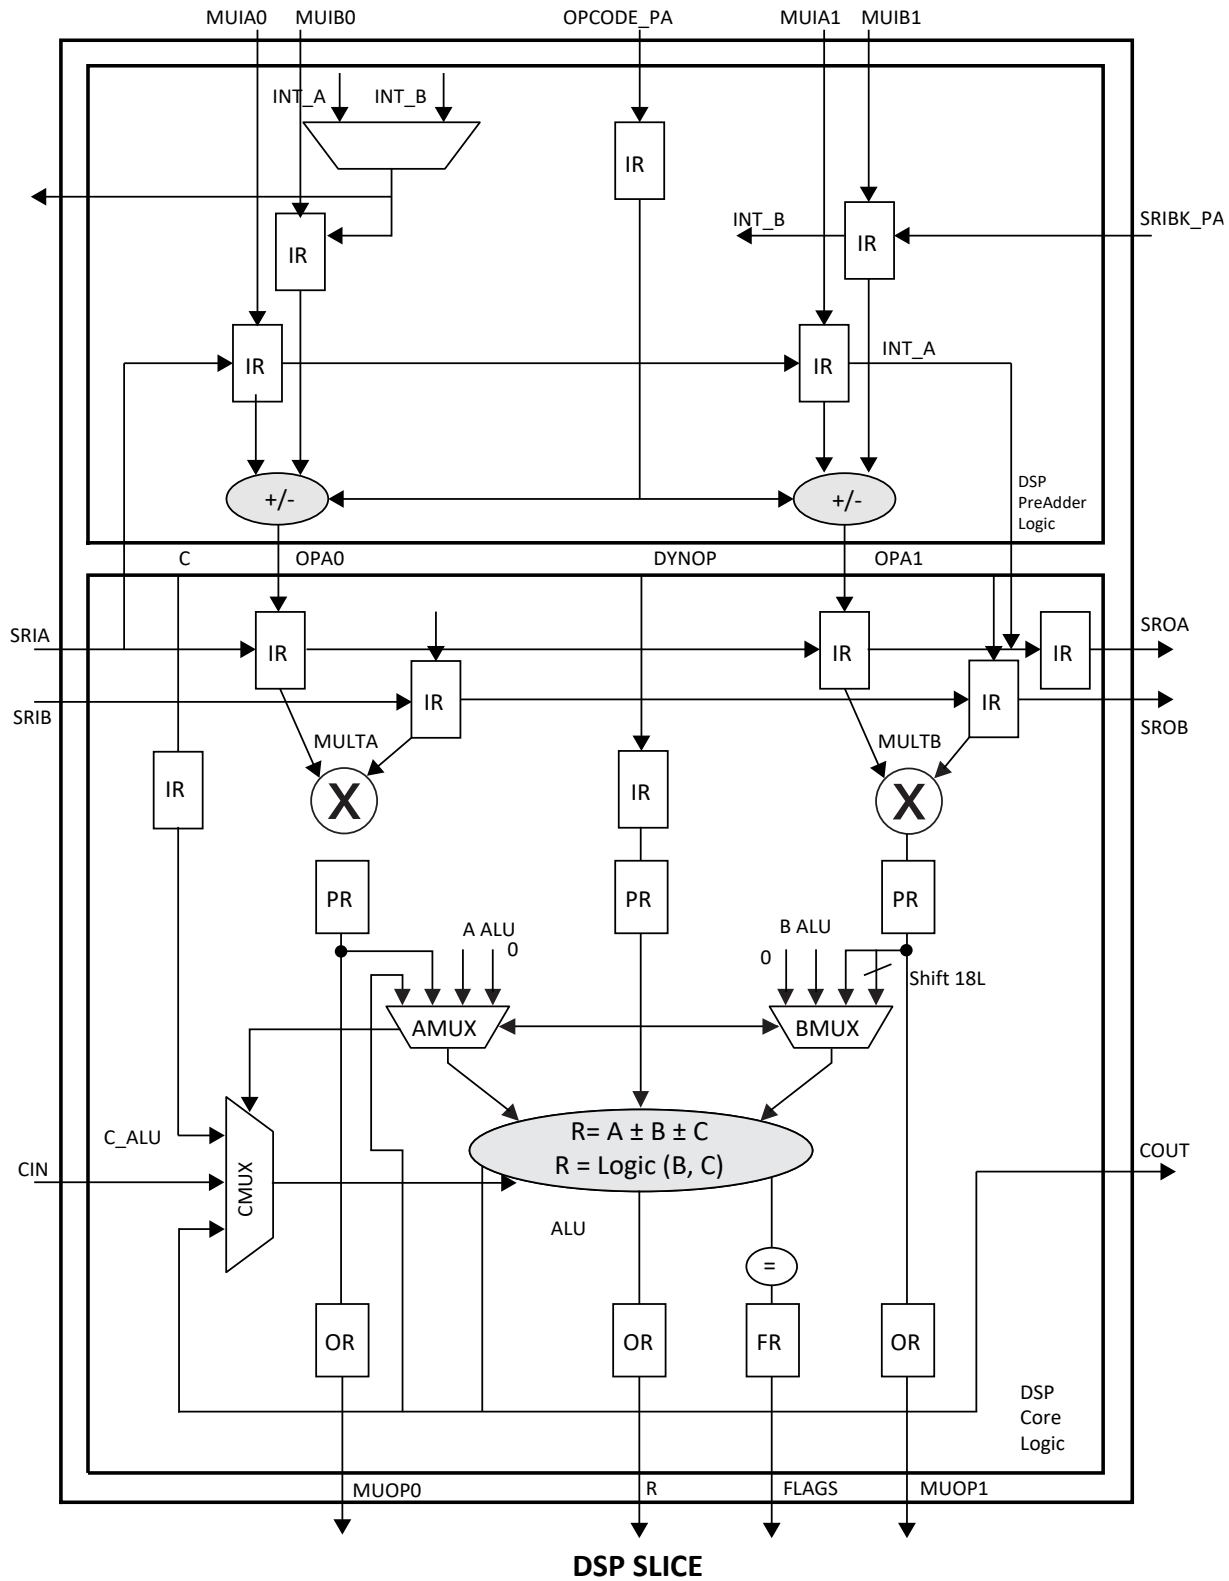 MUIA0 MUIB0 OPCODE_PA MUIA1 MUIB1
INT_A INT_B
IR
INT_B IR SRIBK_PA
IR
IR IR INT_A
+/- +/-
DSP
PreAdder
Logic
C OPA0 DYNOP OPA1
SRIA IR IR IR SROA
SRIB IR IR SROB
MULTA MULTB
IR X IR X
PR PR PR
A ALU 0 B ALU
0
Shift 18L
AMUX BMUX
R= A ± B ± C
C_ALU
R = Logic (B, C)
CIN CMUX COUT
ALU
=
OR OR FR OR
DSP
Core
Logic
MUOP0 R FLAGS MUOP1
DSP SLICE